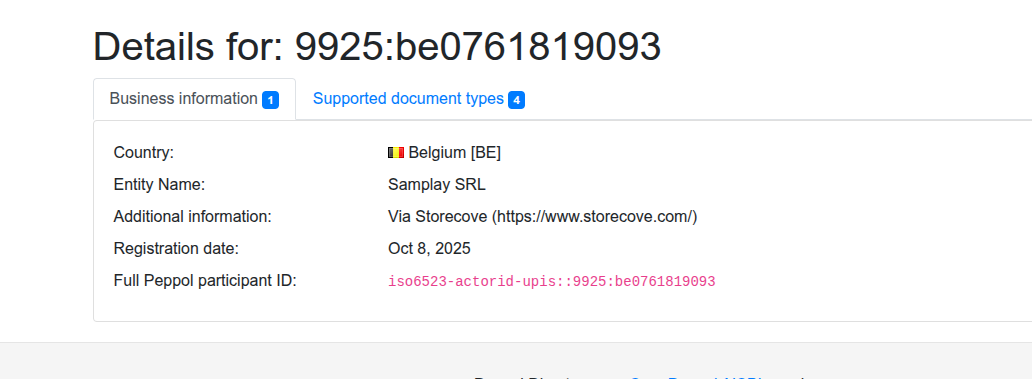 Details for: 9925:be0761819093
Business information 1 Supported document types 4
Country: Belgium [BE]
Entity Name: Samplay SRL
Additional information: Via Storecove (https://www.storecove.com/)
Registration date: Oct 8, 2025
Full Peppol participant ID: iso6523-actorid-upis::9925:be0761819093